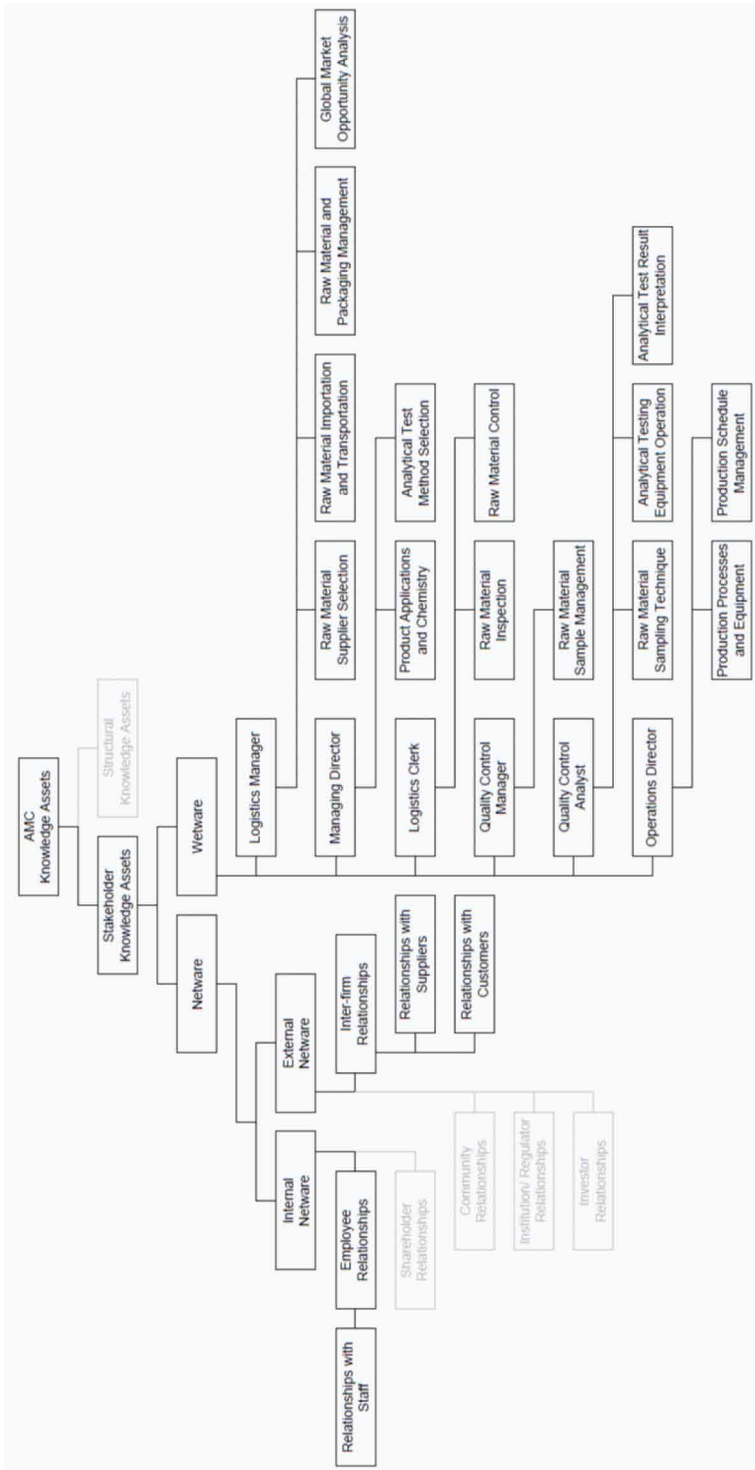 AMC
Knowledge Assets
Stakeholder
Knowledge Assets
Structural
Knowledge Assets
Netware
Wetware
Internal
Netware
External
Netware
Employee
Relationships
Relationships with
Staff
Shareholder
Relationships
Inter-firm
Relationships
Relationships with
Suppliers
Relationships with
Customers
Community
Relationships
Institution/ Regulator
Relationships
Investor
Relationships
Logistics Manager
Raw Material
Supplier Selection
Raw Material Importation
and Transportation
Raw Material and
Packaging Management
Global Market
Opportunity Analysis
Managing Director
Product Applications
and Chemistry
Analytical Test
Method Selection
Logistics Clerk
Raw Material
Inspection
Raw Material Control
Quality Control
Manager
Raw Material
Sample Management
Quality Control
Analyst
Raw Material
Sampling Technique
Analytical Testing
Equipment Operation
Analytical Test Result
Interpretation
Operations Director
Production Processes
and Equipment
Production Schedule
Management